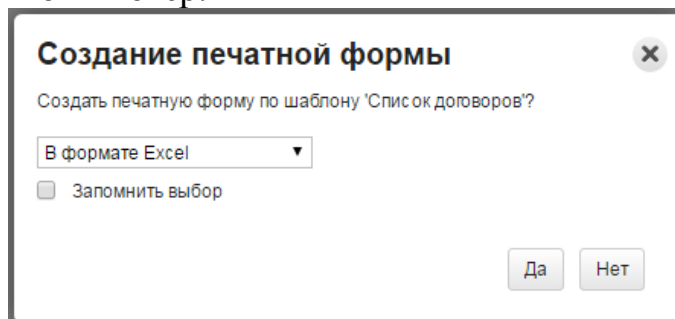 Создание печатной формы
Создать печатную форму по шаблону 'Список договоров'?
В формате Excel
Запомнить выбор
Да
Нет